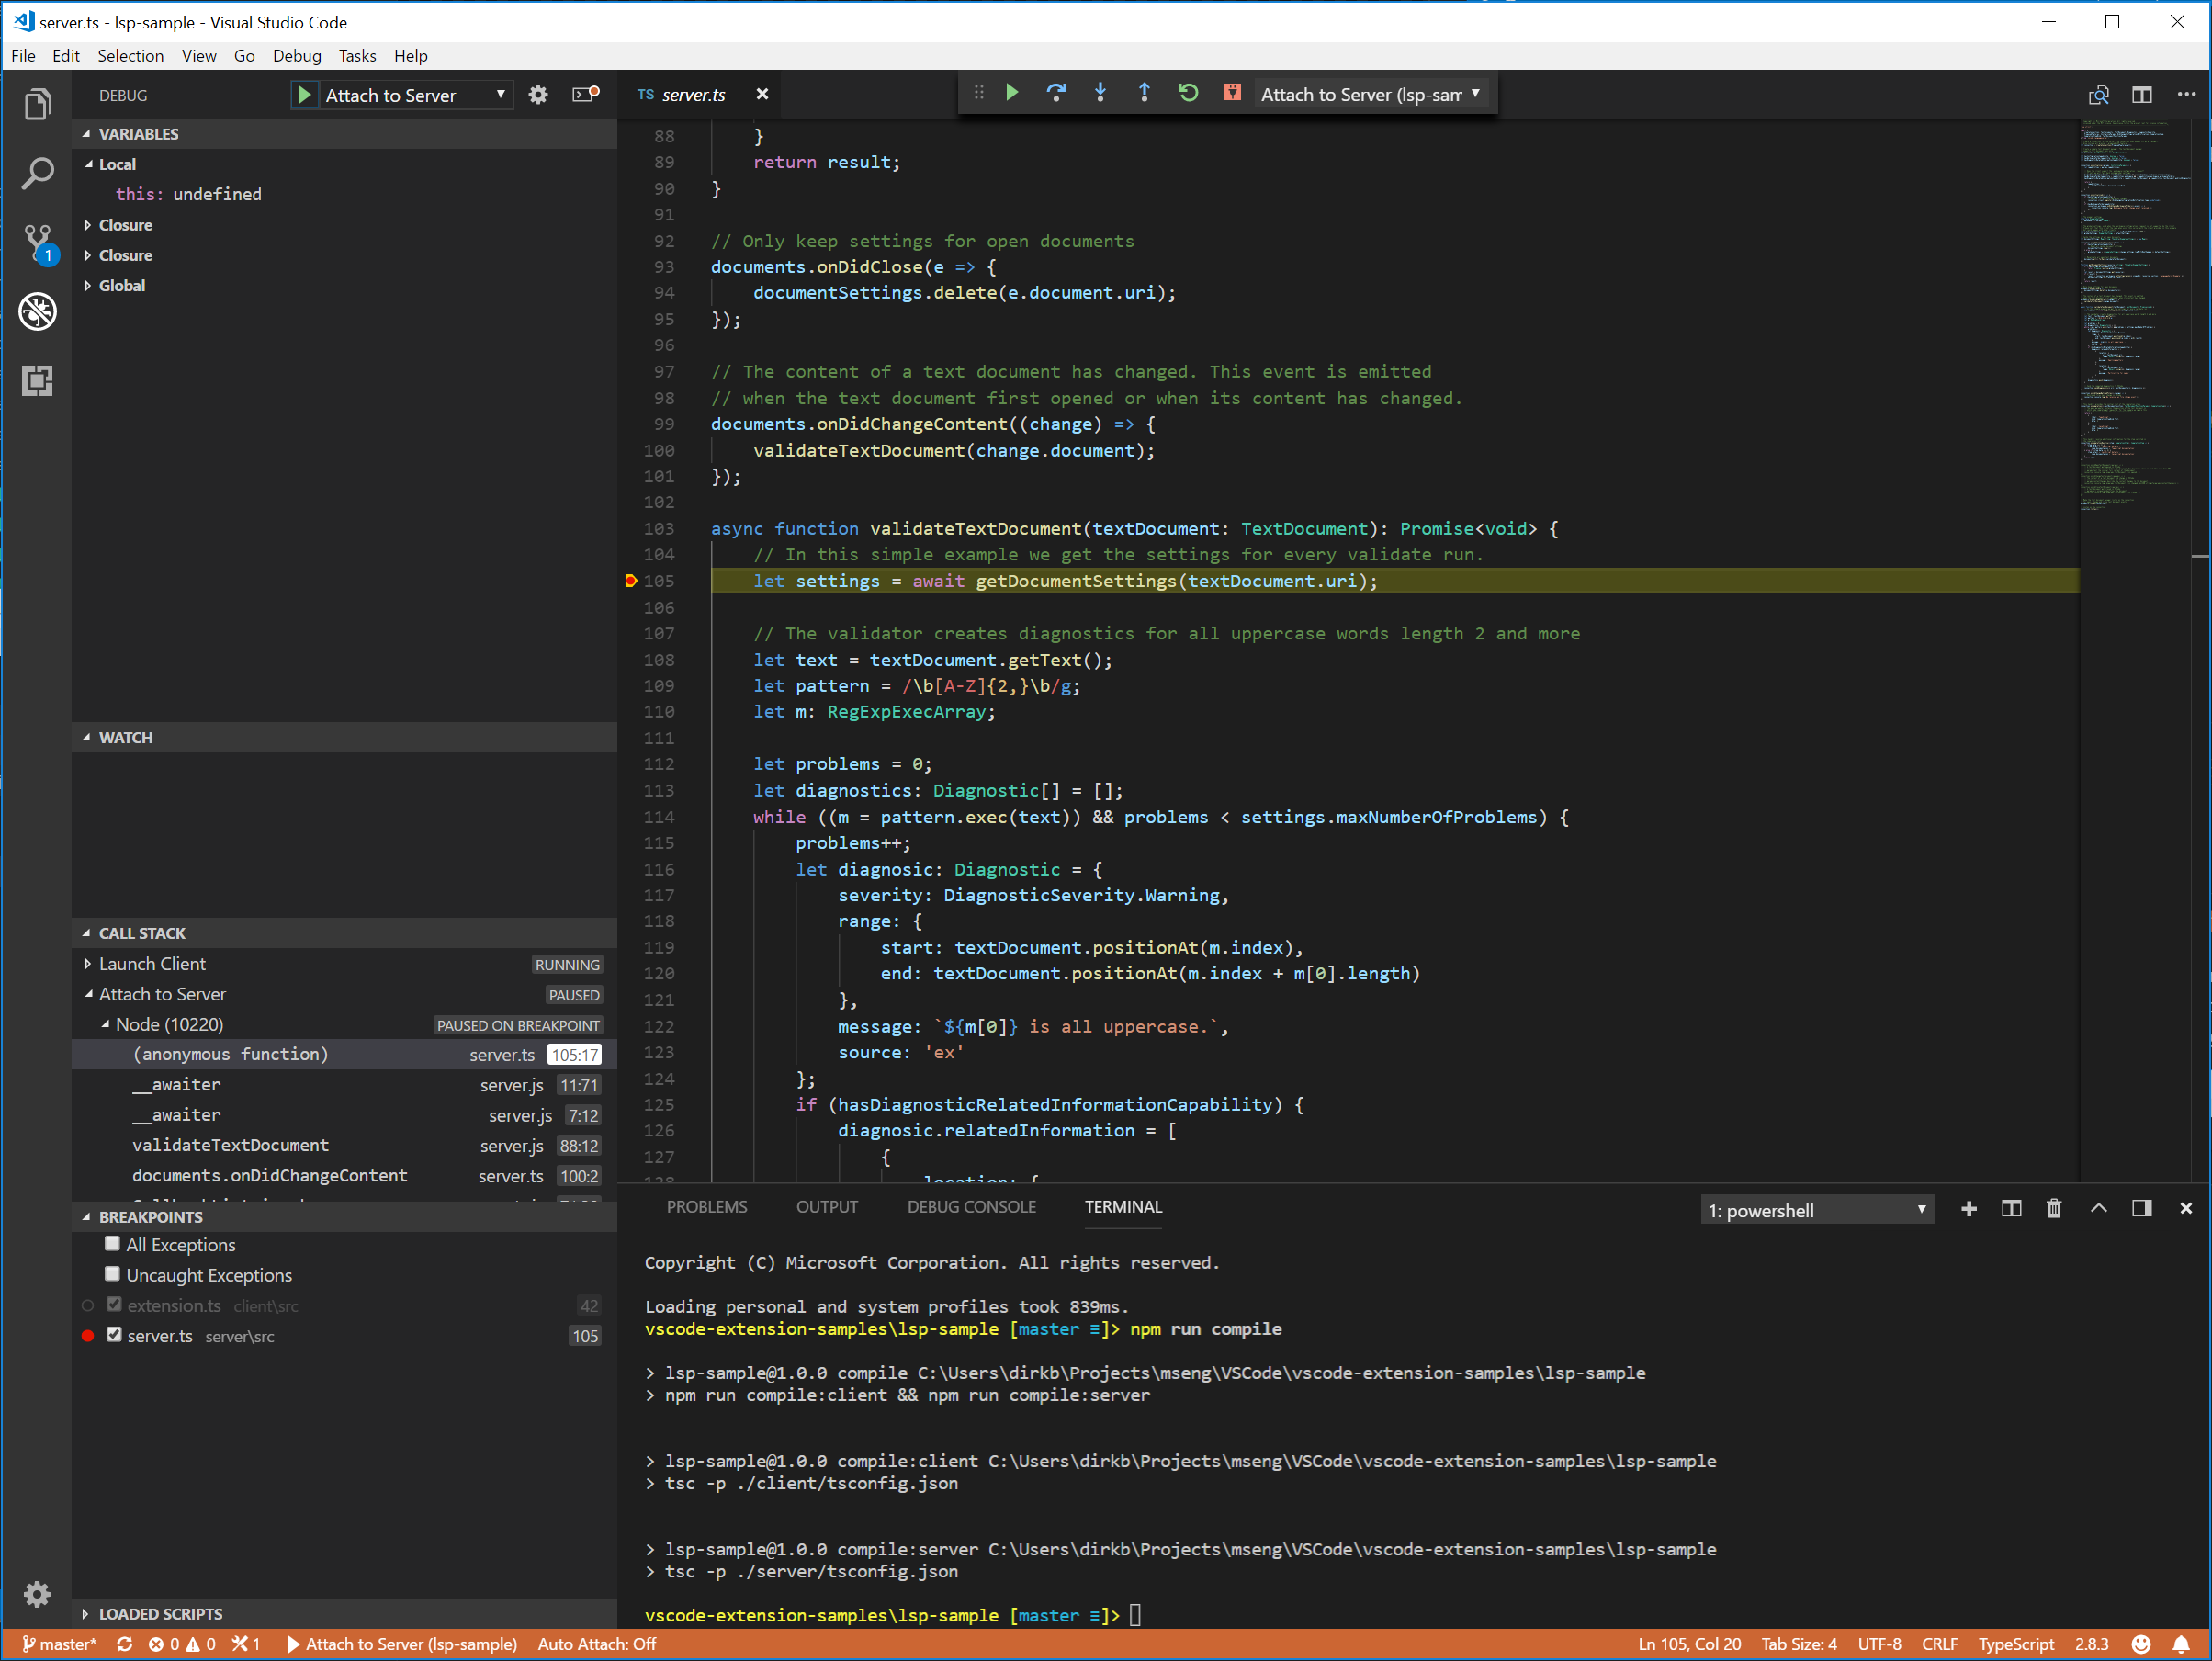 server.ts - lsp-sample - Visual Studio Code
File Edit Selection View Go Debug Tasks Help
DEBUG
Attach to Server
VARIABLES
Local
this: undefined
Closure
Closure
Global
WATCH
CALL STACK
Launch Client RUNNING
Attach to Server PAUSED
Node (10220) PAUSED ON BREAKPOINT
(anonymous function) server.ts 105:17
__awaiter server.js 11:71
__awaiter server.js 7:12
validateTextDocument server.js 88:12
documents.onDidChangeContent server.ts 100:2
BREAKPOINTS
All Exceptions
Uncaught Exceptions
extension.ts client\src 42
server.ts server\src 105
LOADED SCRIPTS
1
TS server.ts
Attach to Server (lsp-sam
88 }
89 return result;
90 }
91
92 // Only keep settings for open documents
93 documents.onDidClose(e => {
94 documentSettings.delete(e.document.uri);
95 });
96
97 // The content of a text document has changed. This event is emitted
98 // when the text document first opened or when its content has changed.
99 documents.onDidChangeContent((change) => {
100 validateTextDocument(change.document);
101 });
102
103 async function validateTextDocument(textDocument: TextDocument): Promise<void> {
104 // In this simple example we get the settings for every validate run.
105 let settings = await getDocumentSettings(textDocument.uri);
106
107 // The validator creates diagnostics for all uppercase words length 2 and more
108 let text = textDocument.getText();
109 let pattern = /\b[A-Z]{2,}\b/g;
110 let m: RegExpExecArray;
111
112 let problems = 0;
113 let diagnostics: Diagnostic[] = [];
114 while ((m = pattern.exec(text)) && problems < settings.maxNumberOfProblems) {
115 problems++;
116 let diagnosic: Diagnostic = {
117 severity: DiagnosticSeverity.Warning,
118 range: {
119 start: textDocument.positionAt(m.index),
120 end: textDocument.positionAt(m.index + m[0].length)
121 },
122 message: `${m[0]} is all uppercase.`,
123 source: 'ex'
124 };
125 if (hasDiagnosticRelatedInformationCapability) {
126 diagnosic.relatedInformation = [
127 {
128 location: {
PROBLEMS OUTPUT DEBUG CONSOLE TERMINAL
1: powershell
Copyright (C) Microsoft Corporation. All rights reserved.
Loading personal and system profiles took 839ms.
vscode-extension-samples\lsp-sample [master ≡]> npm run compile
> lsp-sample@1.0.0 compile C:\Users\dirkb\Projects\mseng\VSCode\vscode-extension-samples\lsp-sample
> npm run compile:client && npm run compile:server
> lsp-sample@1.0.0 compile:client C:\Users\dirkb\Projects\mseng\VSCode\vscode-extension-samples\lsp-sample
> tsc -p ./client/tsconfig.json
> lsp-sample@1.0.0 compile:server C:\Users\dirkb\Projects\mseng\VSCode\vscode-extension-samples\lsp-sample
> tsc -p ./server/tsconfig.json
vscode-extension-samples\lsp-sample [master ≡]>
master* 0 0 1 Attach to Server (lsp-sample) Auto Attach: Off Ln 105, Col 20 Tab Size: 4 UTF-8 CRLF TypeScript 2.8.3